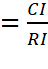 = CI / RI